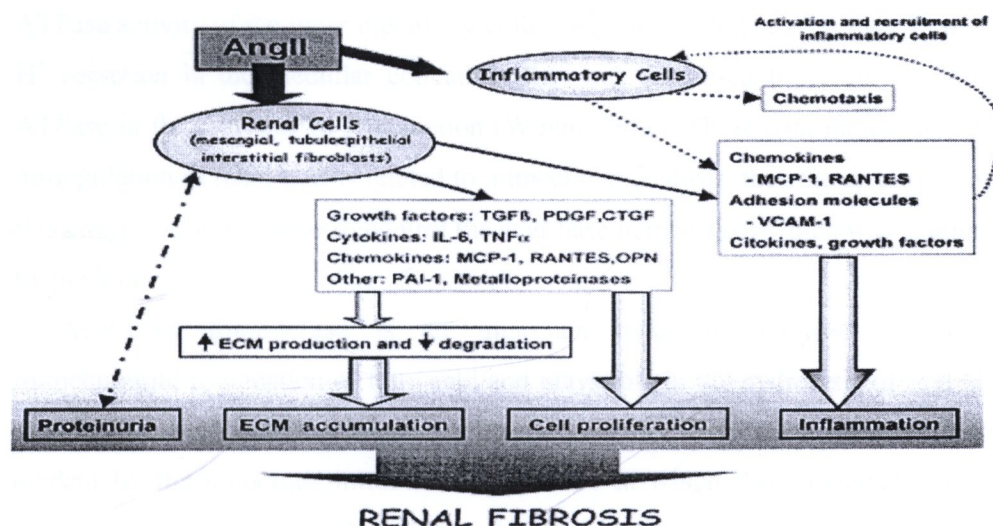 Activation and recruitment of
inflammatory cells
AngII
Inflammatory Cells
Chemotaxis
Renal Cells
(mesangial, tubuloepithelial
interstitial fibroblasts)
Chemokines
- MCP-1, RANTES
Adhesion molecules
- VCAM-1
Citokines, growth factors
Growth factors: TGFß, PDGF,CTGF
Cytokines: IL-6, TNFα
Chemokines: MCP-1, RANTES,OPN
Other: PAI-1, Metalloproteinases
↑ ECM production and ↓ degradation
Proteinuria
ECM accumulation
Cell proliferation
Inflammation
RENAL FIBROSIS